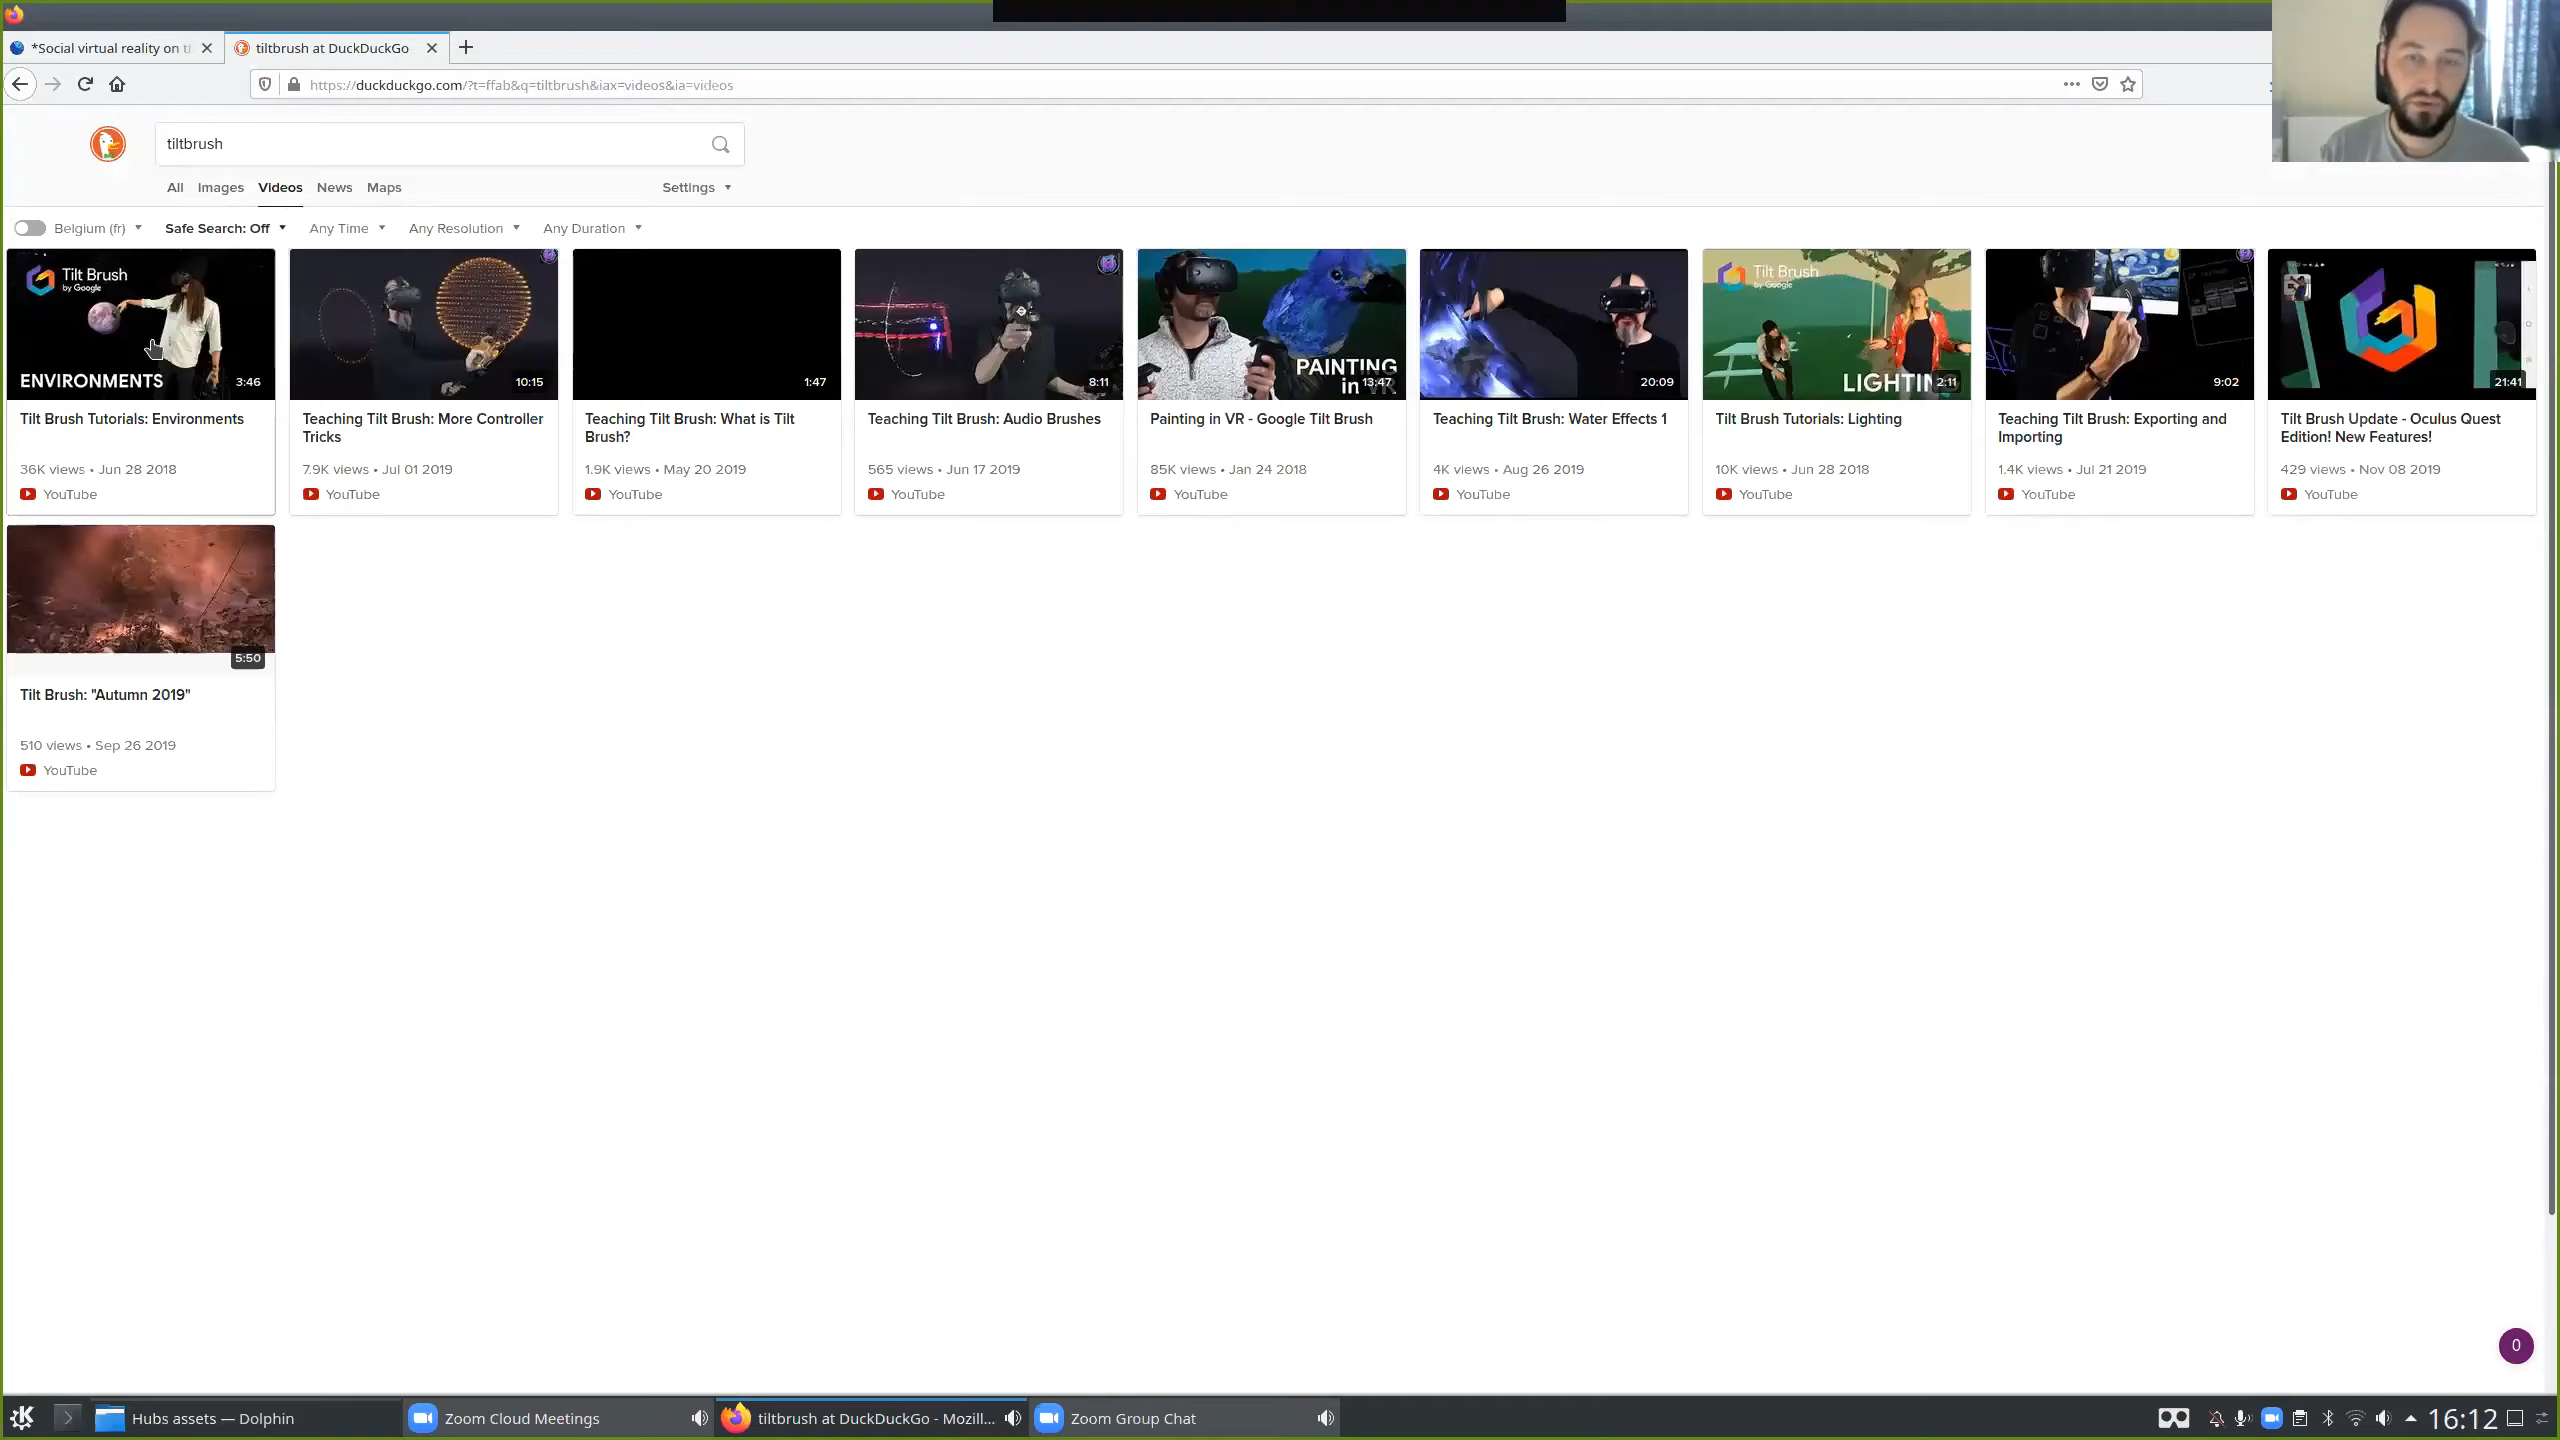 *Social virtual reality on t
tiltbrush at DuckDuckGo
https://duckduckgo.com/?t=ffab&q=tiltbrush&iax=videos&ia=videos
tiltbrush
All Images Videos News Maps Settings
Belgium (fr) Safe Search: Off Any Time Any Resolution Any Duration
Tilt Brush
by Google
ENVIRONMENTS
3:46
Tilt Brush Tutorials: Environments
36K views • Jun 28 2018
YouTube
10:15
Teaching Tilt Brush: More Controller
Tricks
7.9K views • Jul 01 2019
YouTube
1:47
Teaching Tilt Brush: What is Tilt
Brush?
1.9K views • May 20 2019
YouTube
8:11
Teaching Tilt Brush: Audio Brushes
565 views • Jun 17 2019
YouTube
PAINTING
in VR
13:47
Painting in VR - Google Tilt Brush
85K views • Jan 24 2018
YouTube
20:09
Teaching Tilt Brush: Water Effects 1
4K views • Aug 26 2019
YouTube
Tilt Brush
by Google
LIGHTIN
2:11
Tilt Brush Tutorials: Lighting
10K views • Jun 28 2018
YouTube
9:02
Teaching Tilt Brush: Exporting and
Importing
1.4K views • Jul 21 2019
YouTube
21:41
Tilt Brush Update - Oculus Quest
Edition! New Features!
429 views • Nov 08 2019
YouTube
5:50
Tilt Brush: "Autumn 2019"
510 views • Sep 26 2019
YouTube
0
Hubs assets — Dolphin
Zoom Cloud Meetings
tiltbrush at DuckDuckGo - Mozill...
Zoom Group Chat
16:12